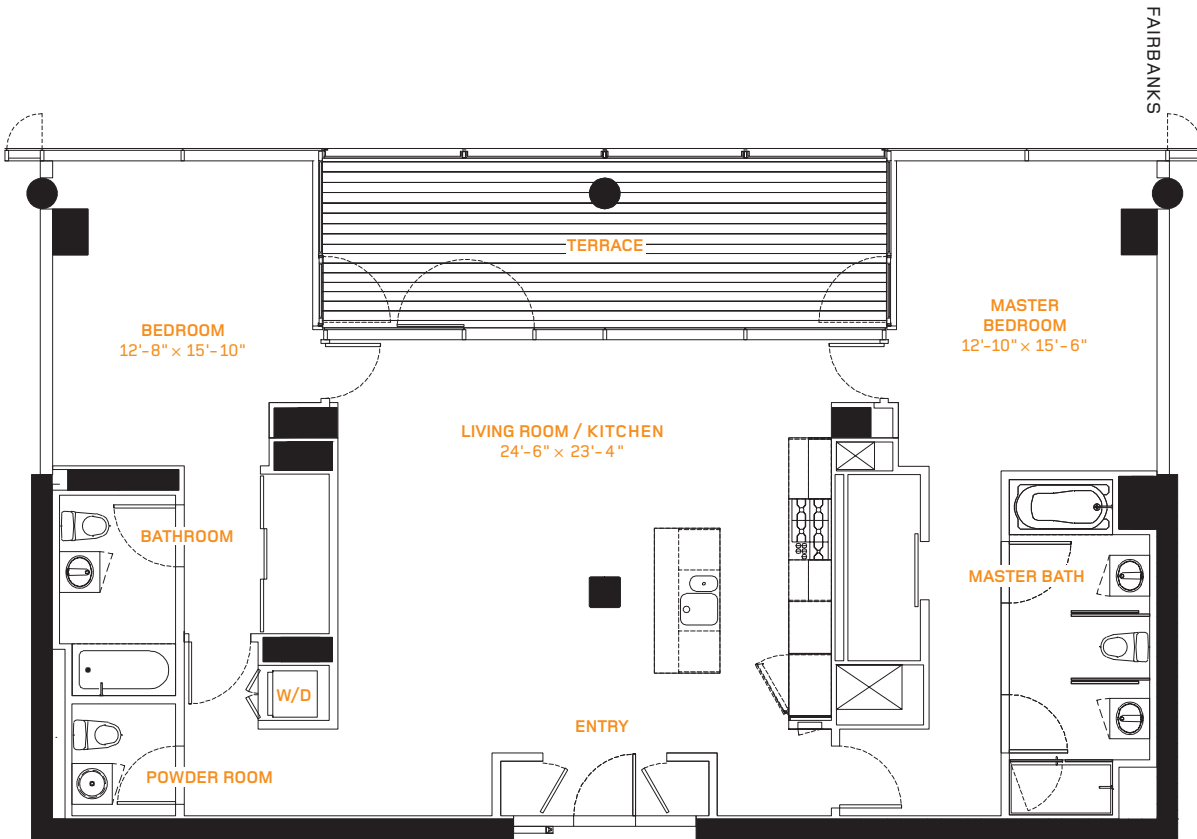 FAIRBANKS
TERRACE
BEDROOM
12'-8" × 15'-10"
MASTER
BEDROOM
12'-10" × 15'-6"
LIVING ROOM / KITCHEN
24'-6" × 23'-4"
BATHROOM
MASTER BATH
W/D
ENTRY
POWDER ROOM